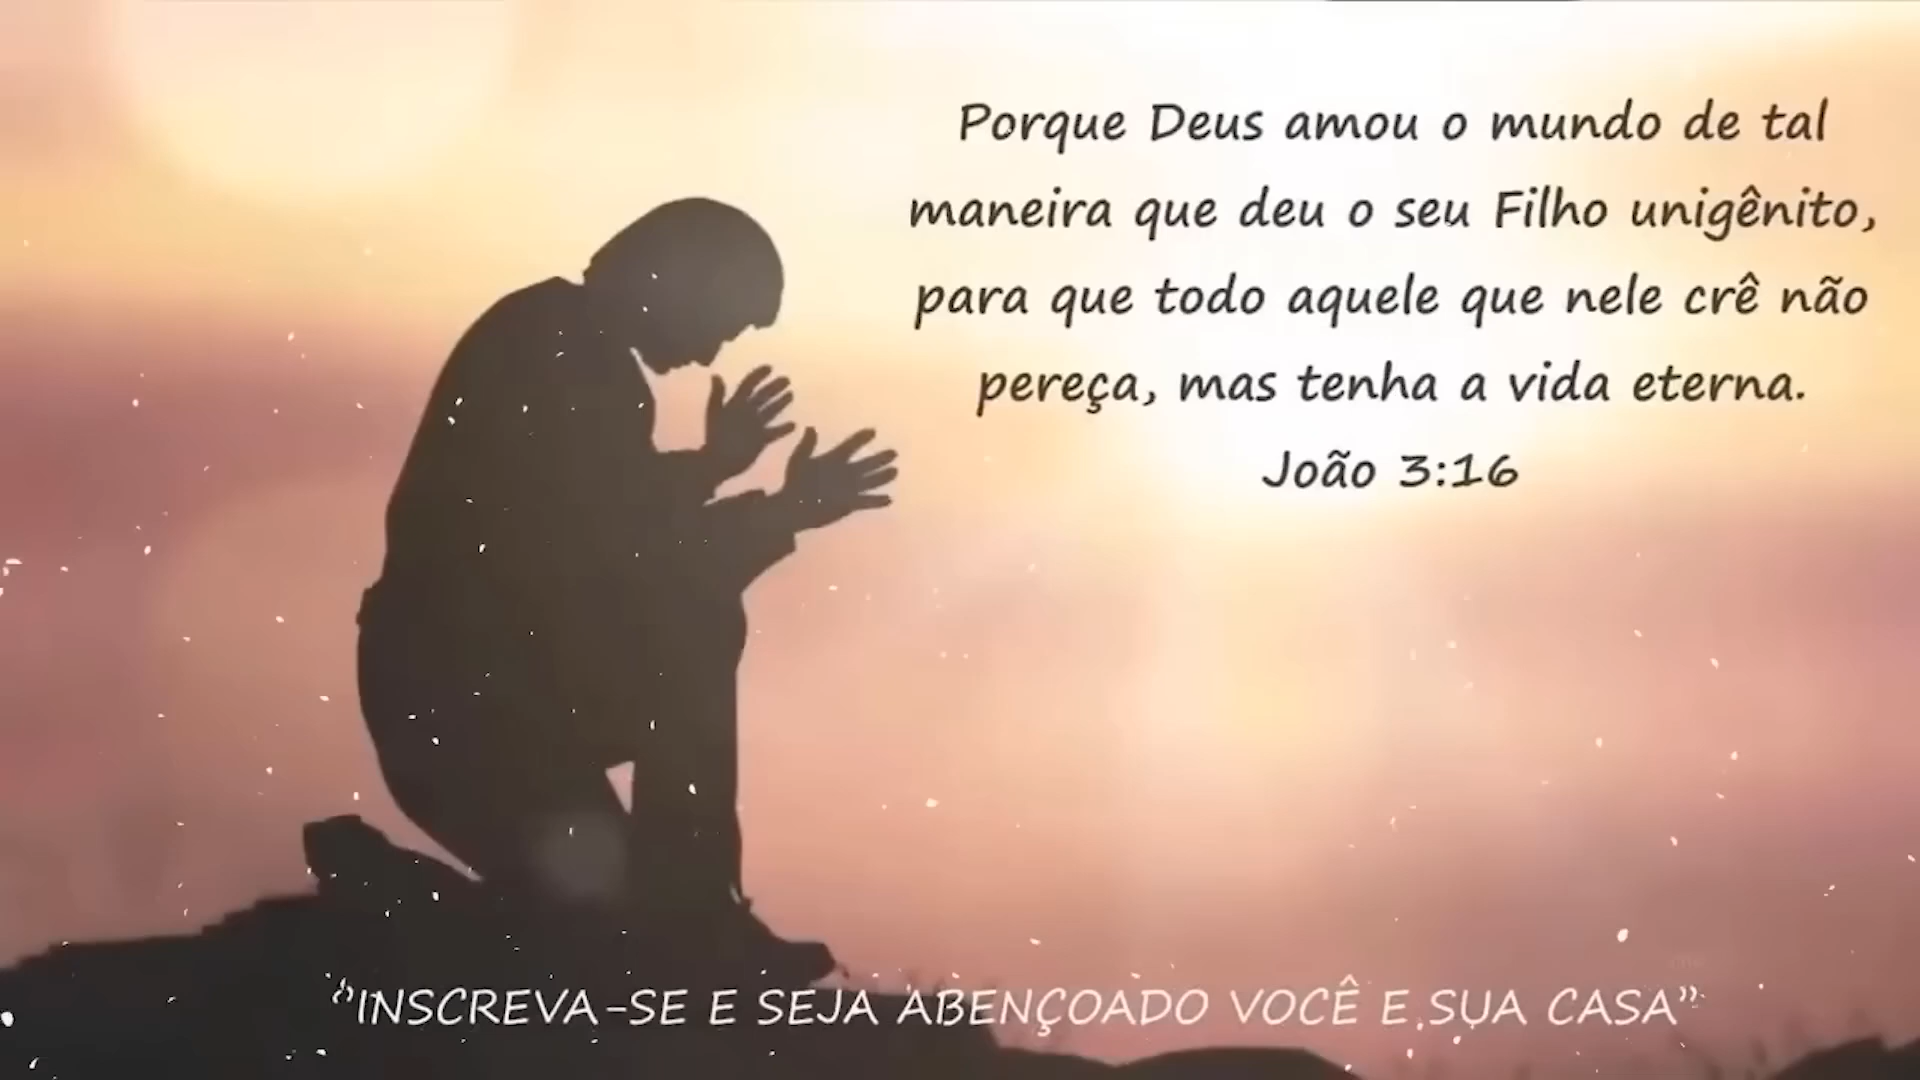 Porque Deus amou o mundo de tal
maneira que deu o seu Filho unigênito,
para que todo aquele que nele crê não
pereça, mas tenha a vida eterna.
João 3:16
"INSCREVA-SE E SEJA ABENÇOADO VOCÊ E SUA CASA"